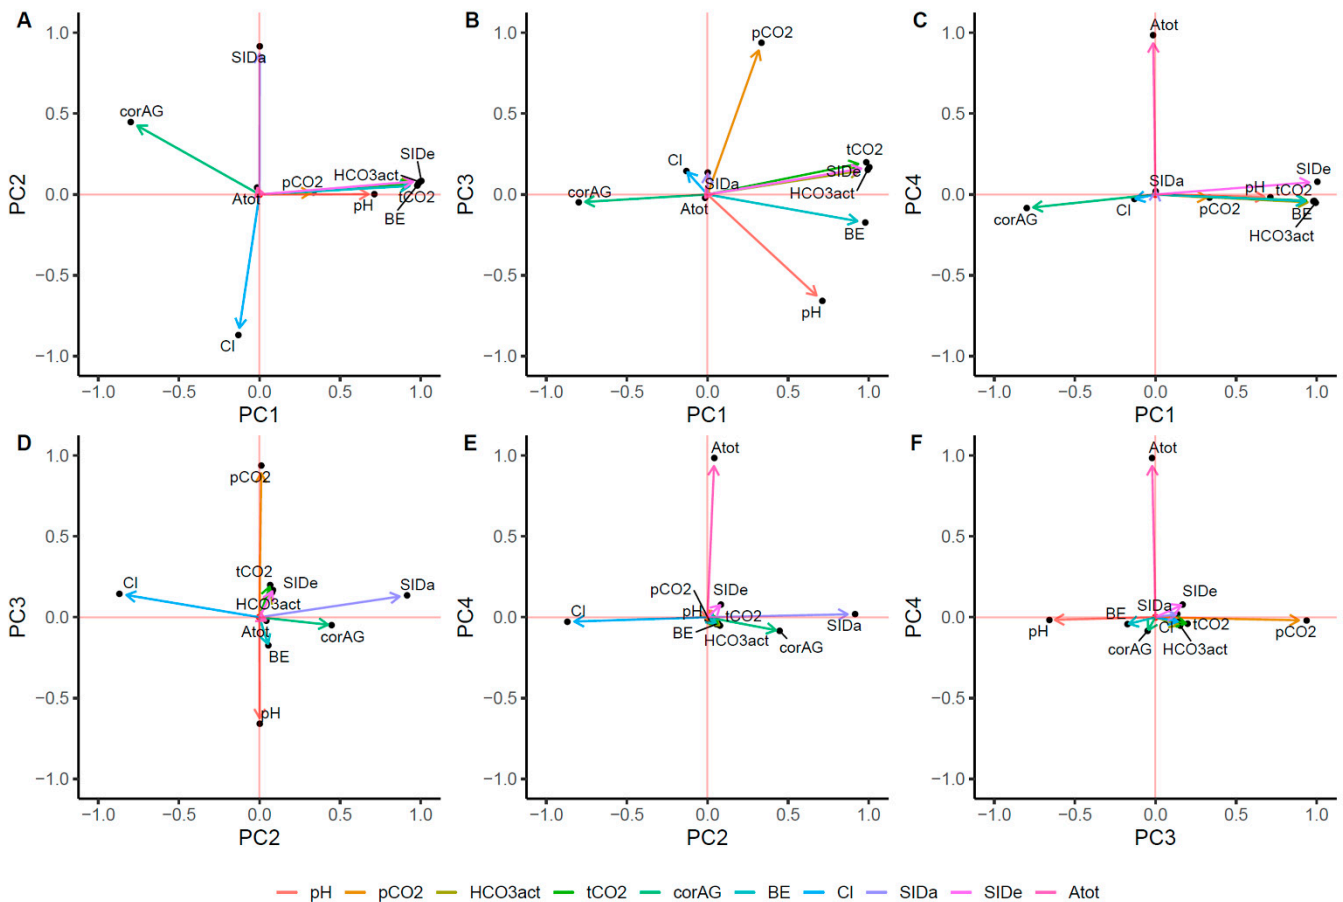 A
B
C
1.0
0.5
0.0
−0.5
−1.0
PC2
SIDa
corAG
SIDe
HCO3act
pCO2
Atot
tCO2
pH
BE
Cl
−1.0 −0.5 0.0 0.5 1.0
PC1
1.0
0.5
0.0
−0.5
−1.0
PC3
pCO2
Cl
tCO2
SIDe
SIDa
HCO3act
corAG
Atot
BE
pH
−1.0 −0.5 0.0 0.5 1.0
PC1
1.0
0.5
0.0
−0.5
−1.0
PC4
Atot
SIDa
SIDe
pH
tCO2
Cl
pCO2
BE
corAG
HCO3act
−1.0 −0.5 0.0 0.5 1.0
PC1
D
E
F
1.0
0.5
0.0
−0.5
−1.0
PC3
pCO2
tCO2
Cl
SIDe
SIDa
HCO3act
Atot
corAG
BE
pH
−1.0 −0.5 0.0 0.5 1.0
PC2
1.0
0.5
0.0
−0.5
−1.0
PC4
Atot
pCO2
SIDe
Cl
pH
tCO2
BE
SIDa
HCO3act
corAG
−1.0 −0.5 0.0 0.5 1.0
PC2
1.0
0.5
0.0
−0.5
−1.0
PC4
Atot
SIDe
BE
SIDa
pH
Cl
tCO2
pCO2
corAG
HCO3act
−1.0 −0.5 0.0 0.5 1.0
PC3
pH pCO2 HCO3act tCO2 corAG BE Cl SIDa SIDe Atot